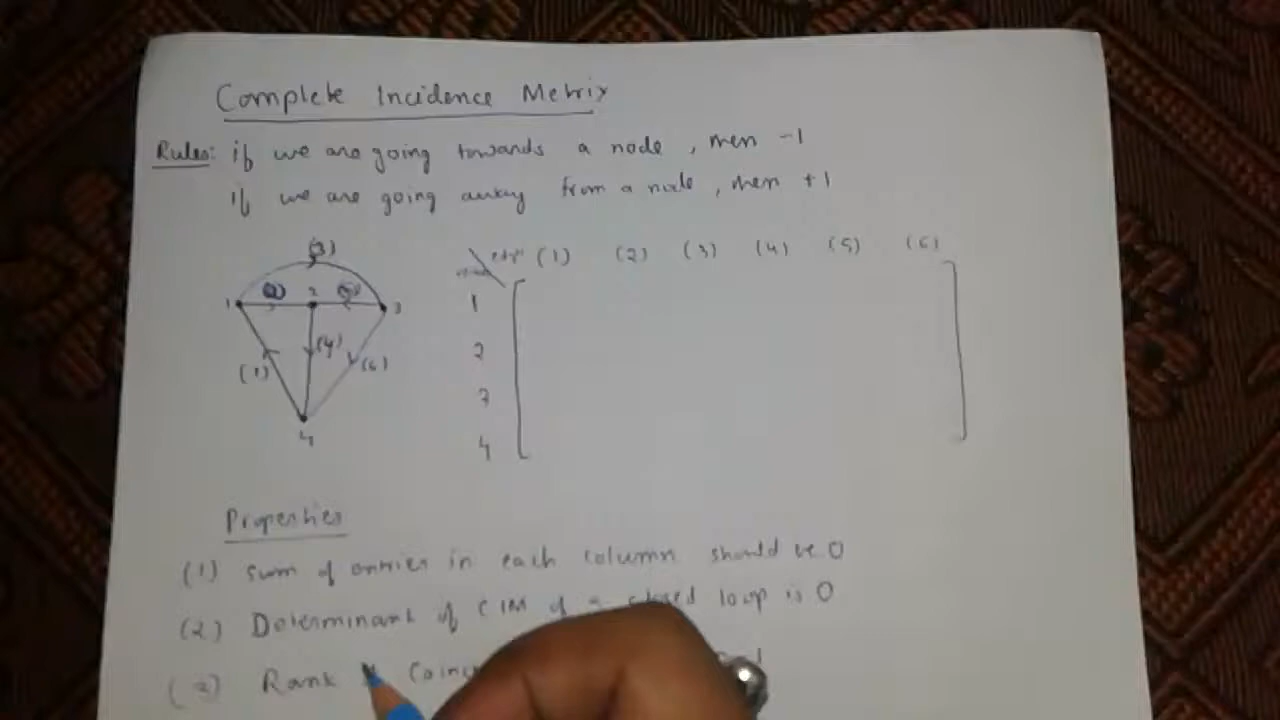 Complete Incidence Metrix
Rules: if we are going towards a node, then -1
if we are going away from a node, then +1
(3)
(1) (2) (3) (4) (5) (6)
1 2 3
(4)
(1) (6)
4
1
2
3
4
Properties
(1) Sum of entries in each column should be 0
(2) Determinant of CIM of a closed loop is 0
(3) Rank